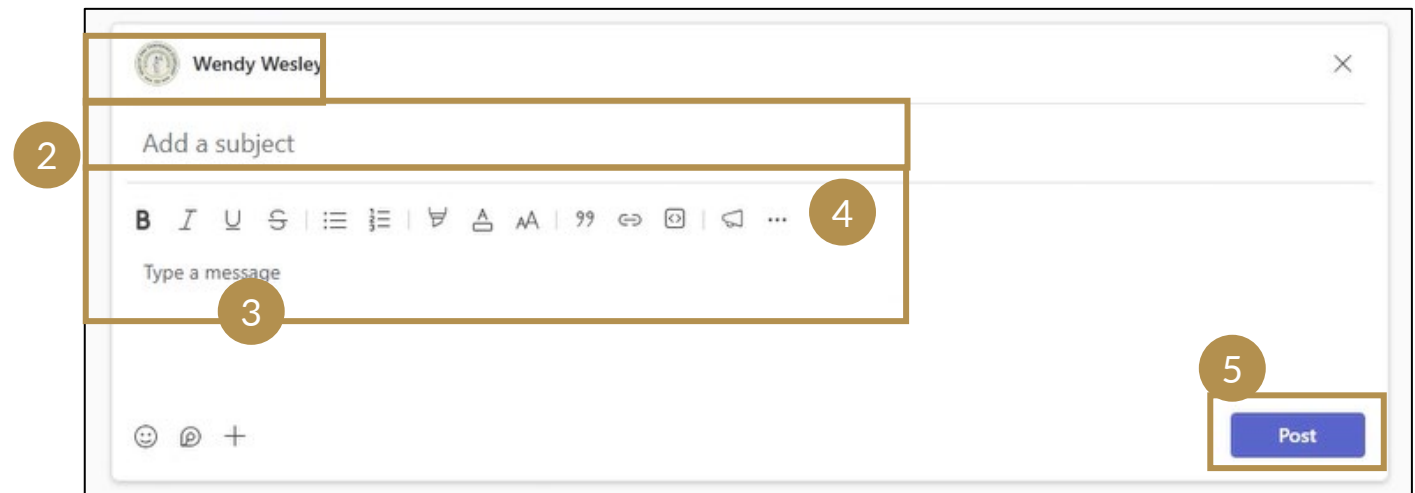 Wendy Wesley
2
Add a subject
B I U S 99 4
Type a message
3
5
Post